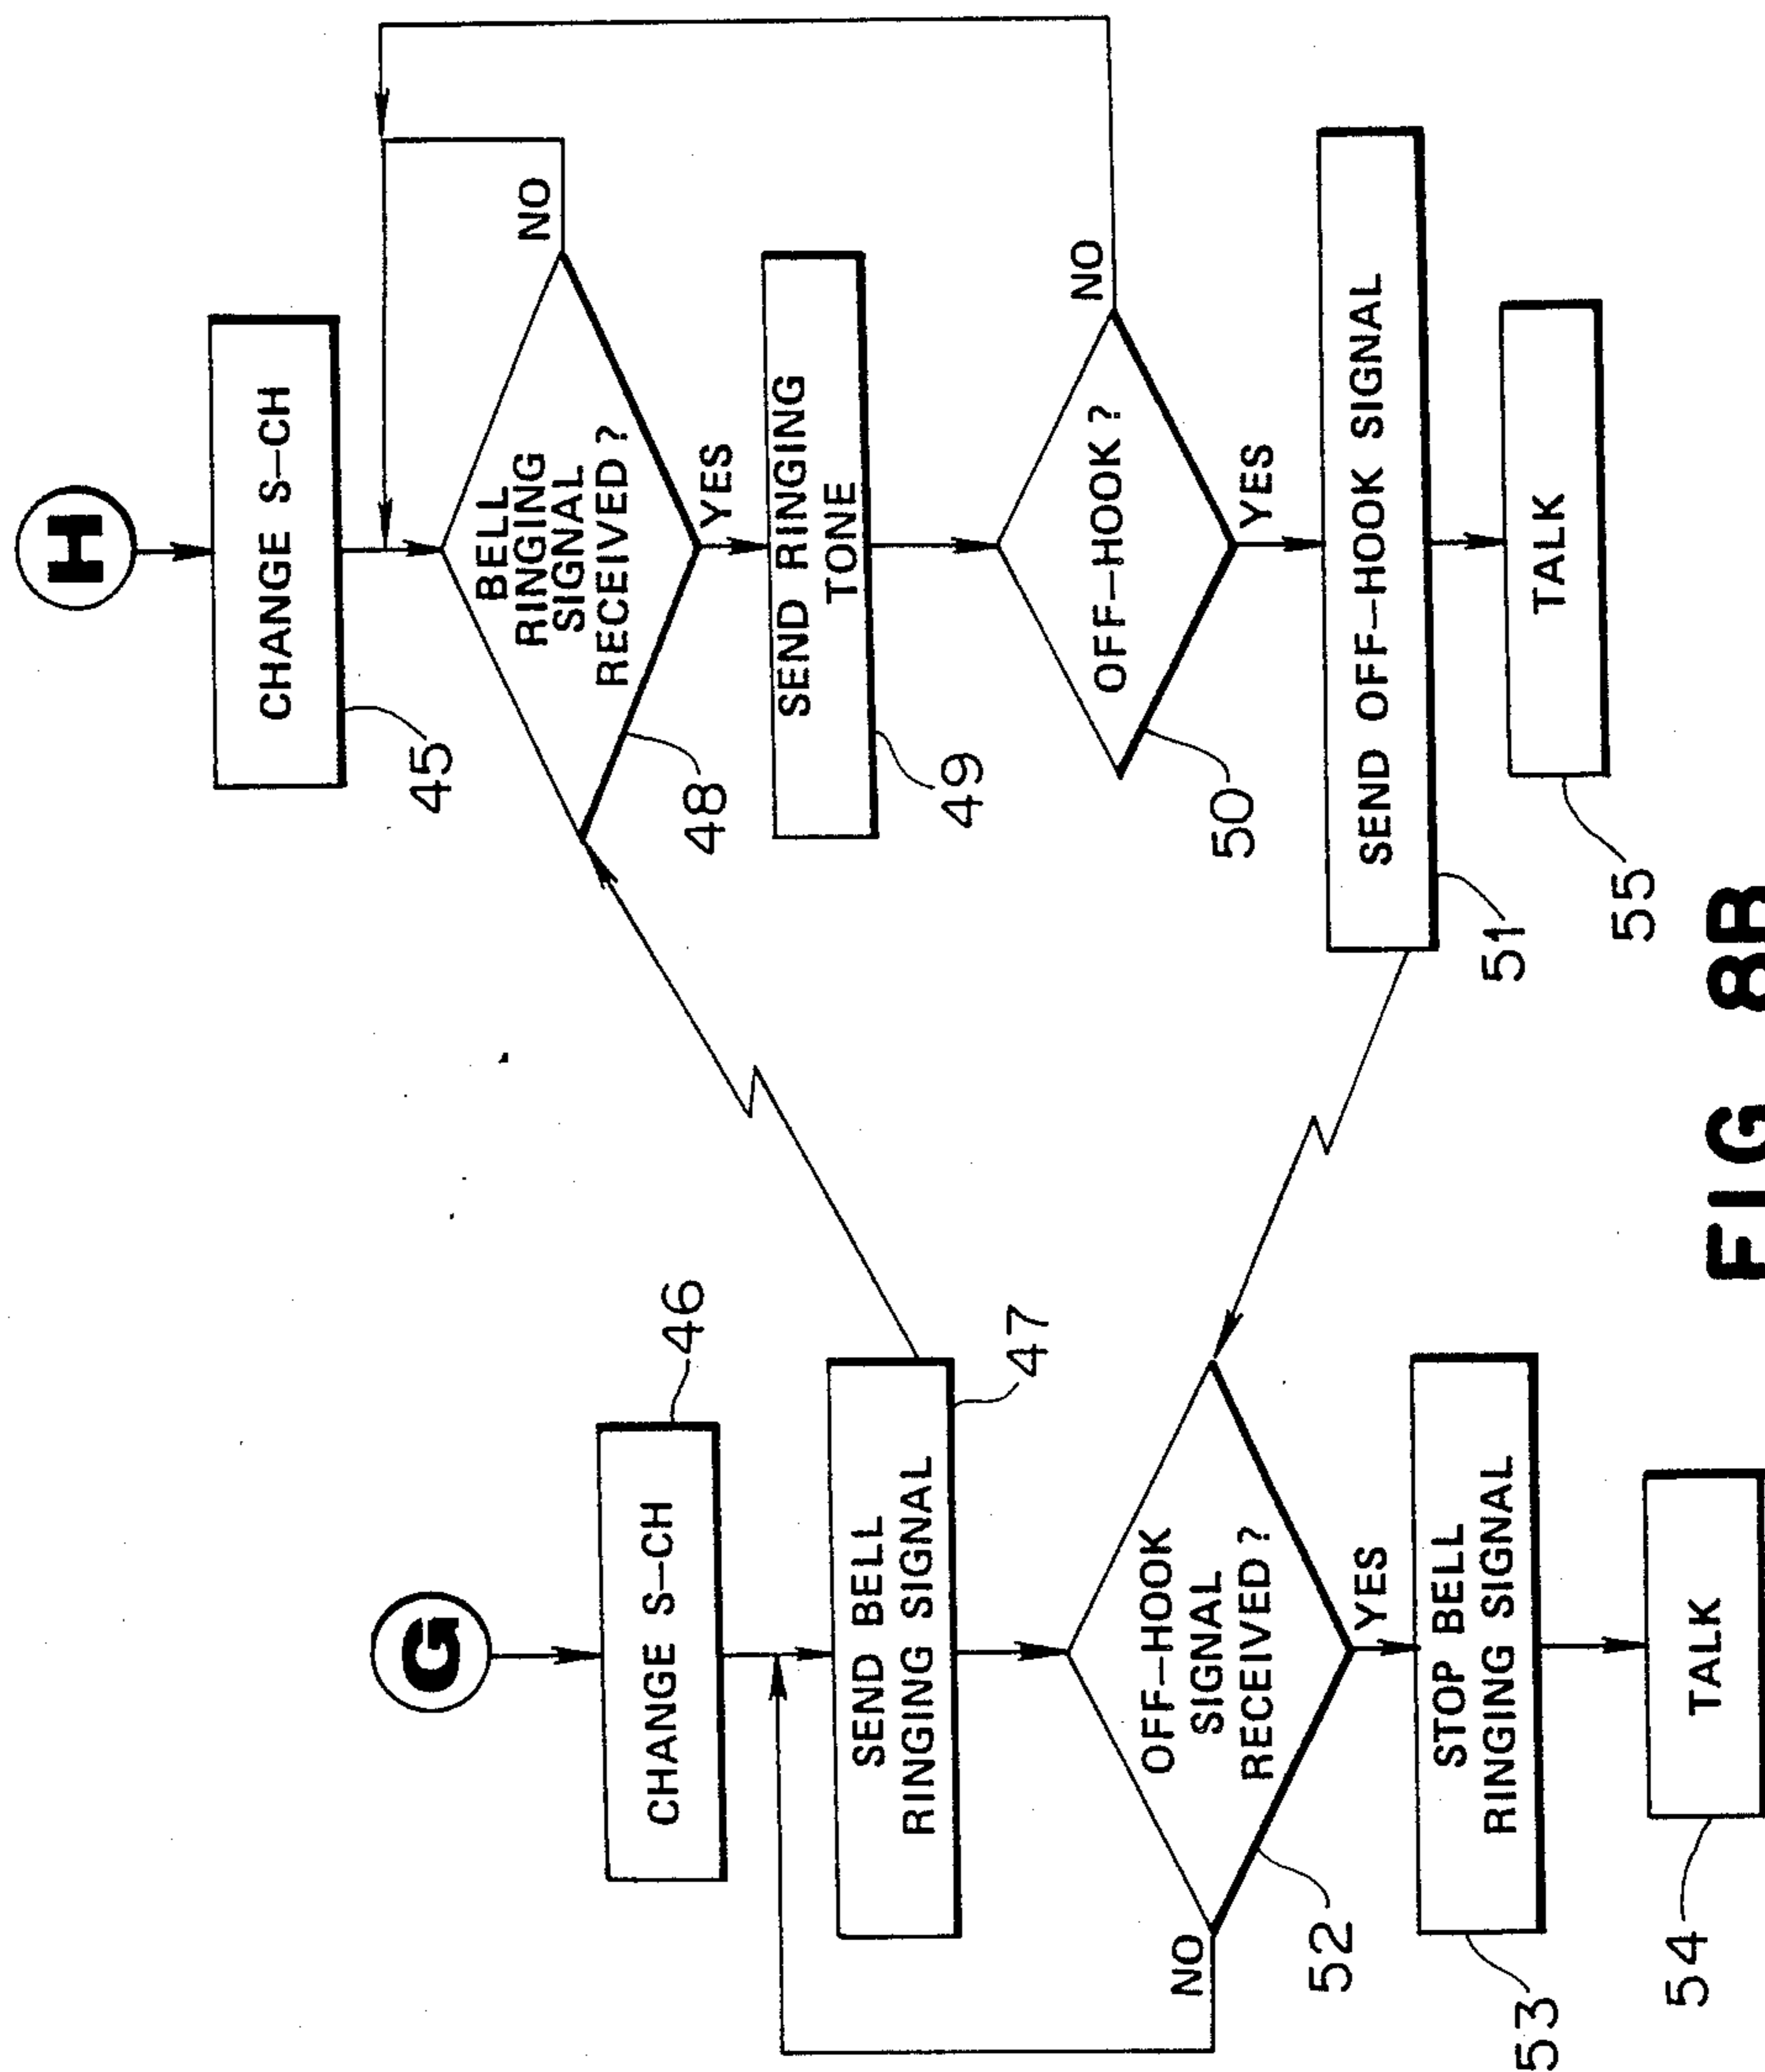 G
CHANGE S–CH
46
SEND BELL
RINGING SIGNAL
47
OFF–HOOK
SIGNAL
RECEIVED?
NO
YES
52
STOP BELL
RINGING SIGNAL
53
TALK
54
H
CHANGE S–CH
45
BELL
RINGING
SIGNAL
RECEIVED?
NO
YES
48
SEND RINGING
TONE
49
OFF–HOOK?
NO
YES
50
SEND OFF–HOOK SIGNAL
51
TALK
55
FIG. 8B